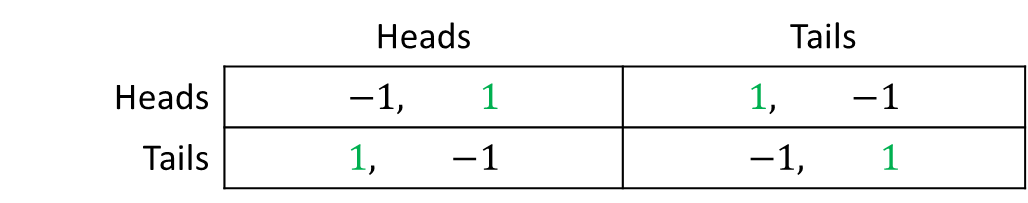 Heads Tails
Heads −1, 1 1, −1
Tails 1, −1 −1, 1